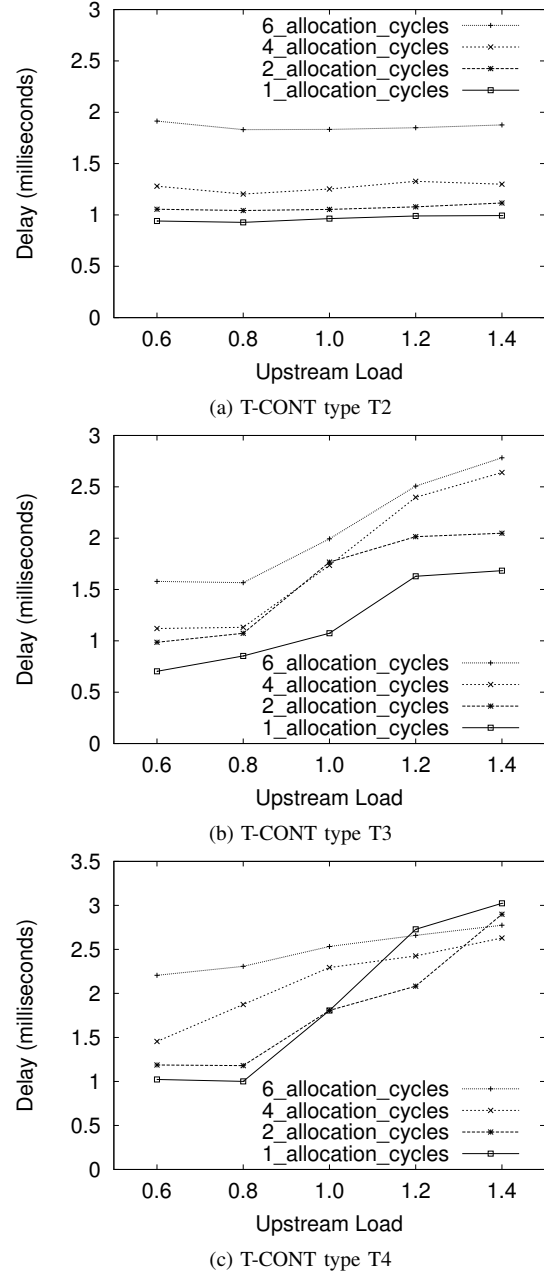 3
2.5
2
1.5
1
0.5
0
Delay (milliseconds)
6_allocation_cycles
4_allocation_cycles
2_allocation_cycles
1_allocation_cycles
0.6 0.8 1.0 1.2 1.4
Upstream Load
(a) T-CONT type T2
3
2.5
2
1.5
1
0.5
0
Delay (milliseconds)
6_allocation_cycles
4_allocation_cycles
2_allocation_cycles
1_allocation_cycles
0.6 0.8 1.0 1.2 1.4
Upstream Load
(b) T-CONT type T3
3.5
3
2.5
2
1.5
1
0.5
0
Delay (milliseconds)
6_allocation_cycles
4_allocation_cycles
2_allocation_cycles
1_allocation_cycles
0.6 0.8 1.0 1.2 1.4
Upstream Load
(c) T-CONT type T4